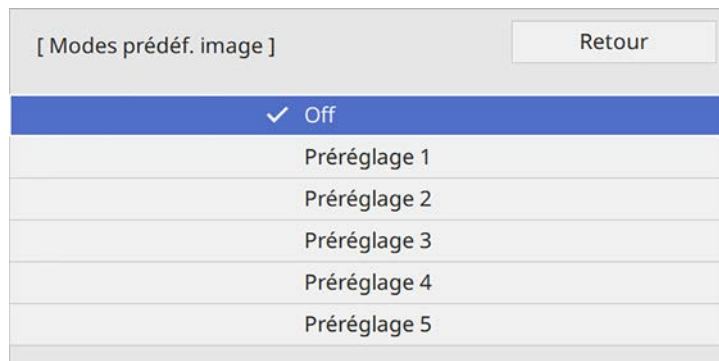 [ Modes prédéf. image ]
Retour
Off
Préréglage 1
Préréglage 2
Préréglage 3
Préréglage 4
Préréglage 5